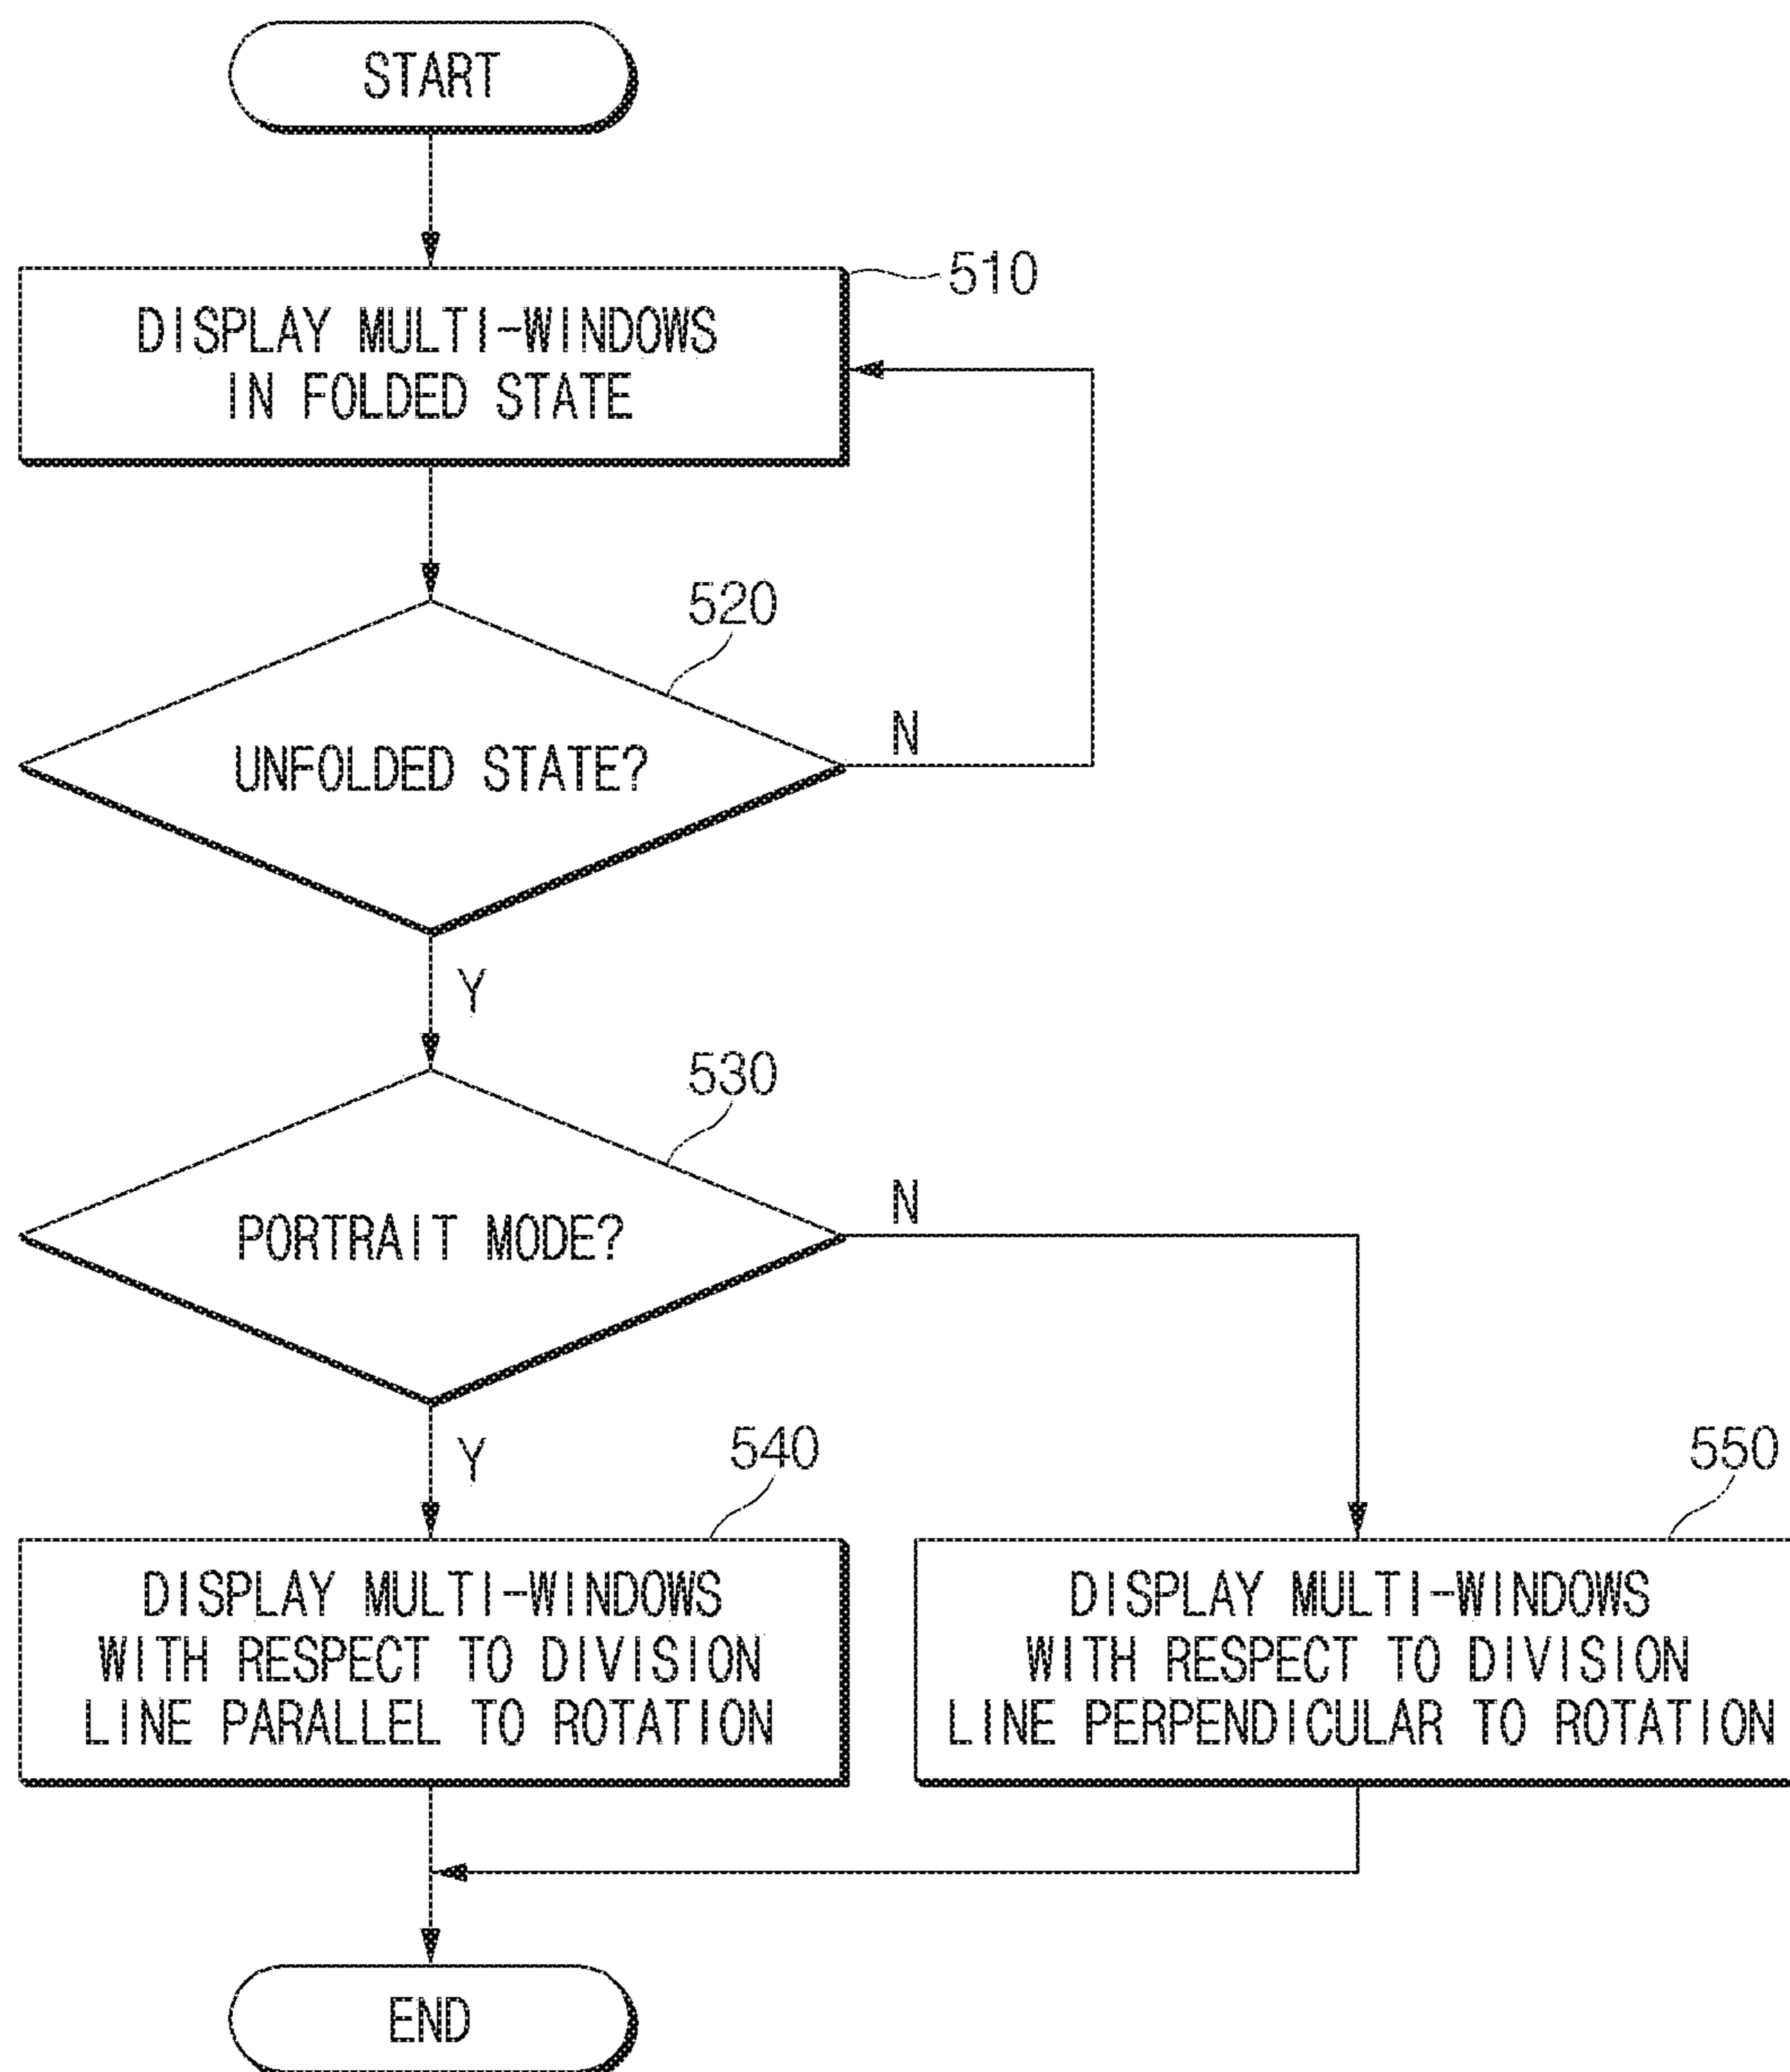 START
510
DISPLAY MULTI-WINDOWS
IN FOLDED STATE
520
UNFOLDED STATE?
N
Y
530
PORTRAIT MODE?
N
Y
540
DISPLAY MULTI-WINDOWS
WITH RESPECT TO DIVISION
LINE PARALLEL TO ROTATION
550
DISPLAY MULTI-WINDOWS
WITH RESPECT TO DIVISION
LINE PERPENDICULAR TO ROTATION
END